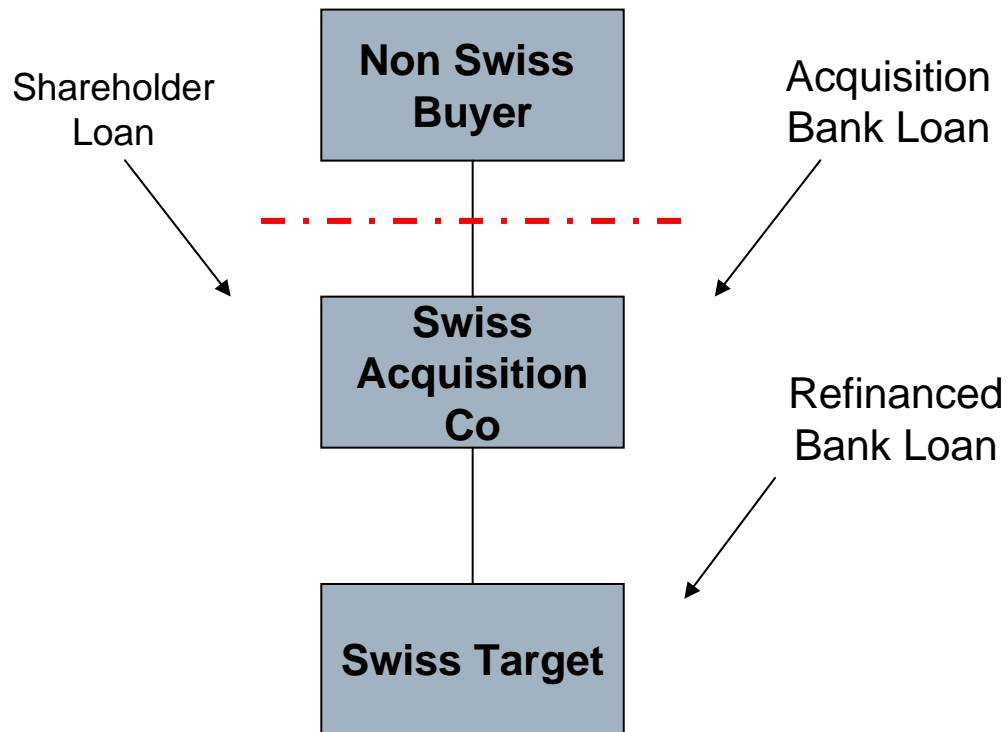 Non Swiss
Buyer
Shareholder
Loan
Acquisition
Bank Loan
Swiss
Acquisition
Co
Refinanced
Bank Loan
Swiss Target